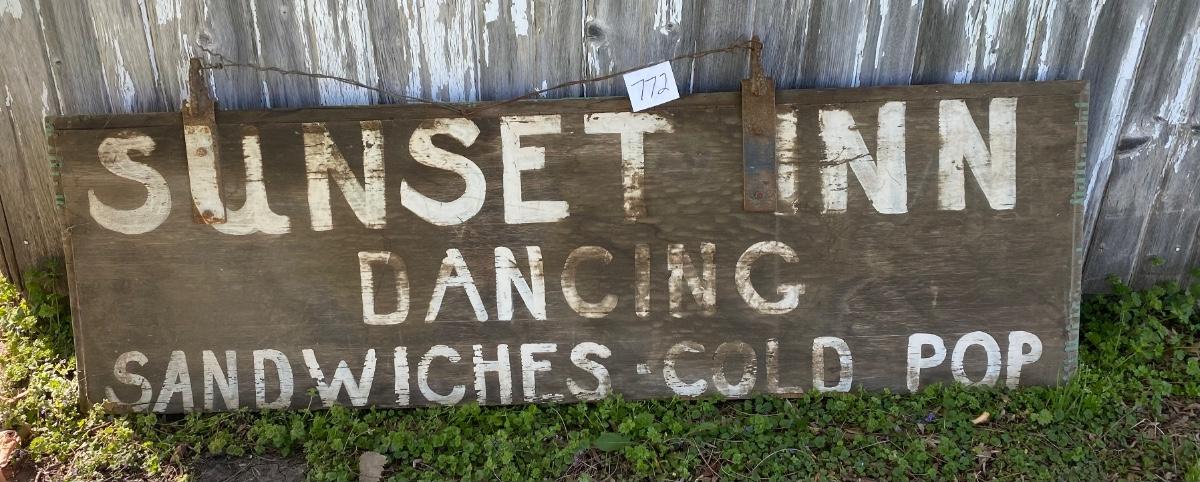 772
SUNSET INN
DANCING
SANDWICHES · COLD POP